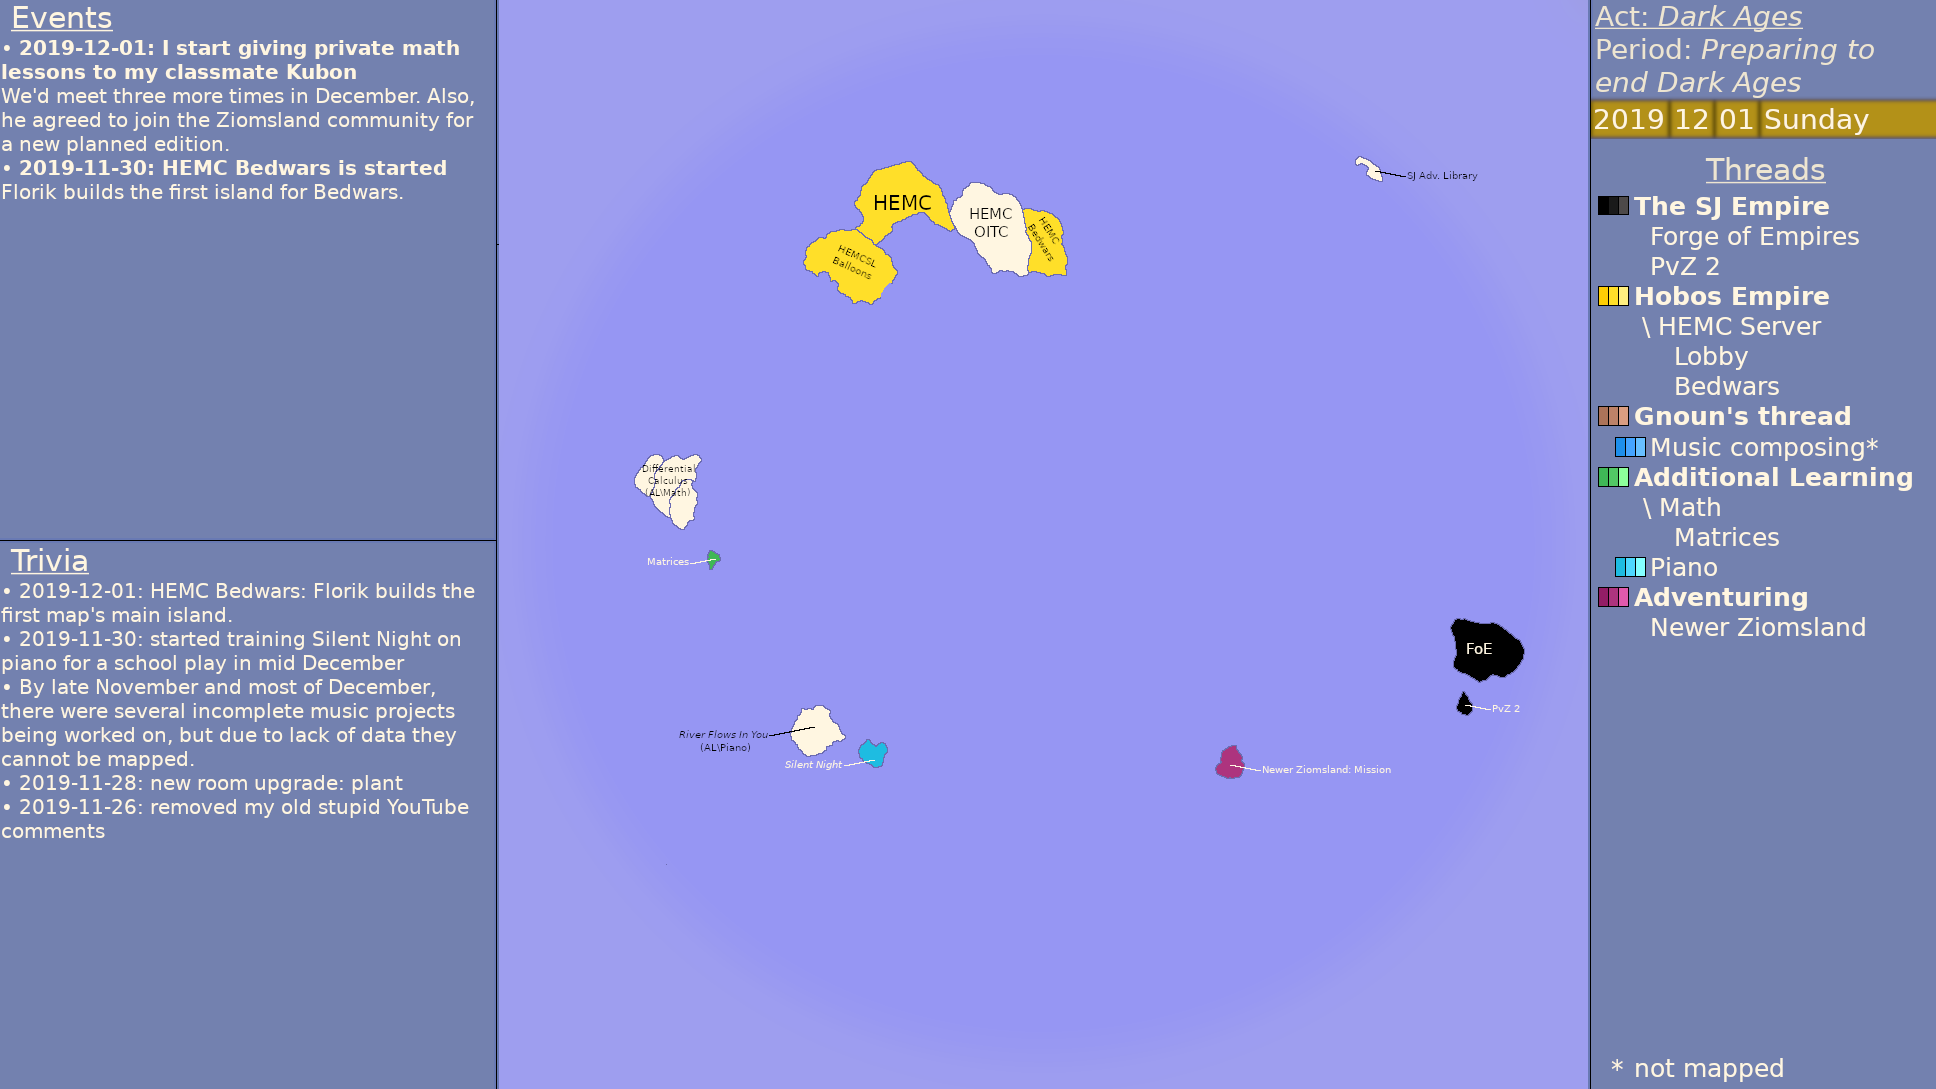 Events
• 2019-12-01: I start giving private math
lessons to my classmate Kubon
We'd meet three more times in December. Also,
he agreed to join the Ziomsland community for
a new planned edition.
• 2019-11-30: HEMC Bedwars is started
Florik builds the first island for Bedwars.
Trivia
• 2019-12-01: HEMC Bedwars: Florik builds the
first map's main island.
• 2019-11-30: started training Silent Night on
piano for a school play in mid December
• By late November and most of December,
there were several incomplete music projects
being worked on, but due to lack of data they
cannot be mapped.
• 2019-11-28: new room upgrade: plant
• 2019-11-26: removed my old stupid YouTube
comments
HEMC
HEMC
OITC
HEMC
Bedwars
HEMCSL
Balloons
SJ Adv. Library
Differential
Calculus
(AL\Math)
Matrices
River Flows In You
(AL\Piano)
Silent Night
Newer Ziomsland: Mission
FoE
PvZ 2
Act: Dark Ages
Period: Preparing to
end Dark Ages
2019 12 01 Sunday
Threads
The SJ Empire
Forge of Empires
PvZ 2
Hobos Empire
\ HEMC Server
Lobby
Bedwars
Gnoun's thread
Music composing*
Additional Learning
\ Math
Matrices
Piano
Adventuring
Newer Ziomsland
* not mapped